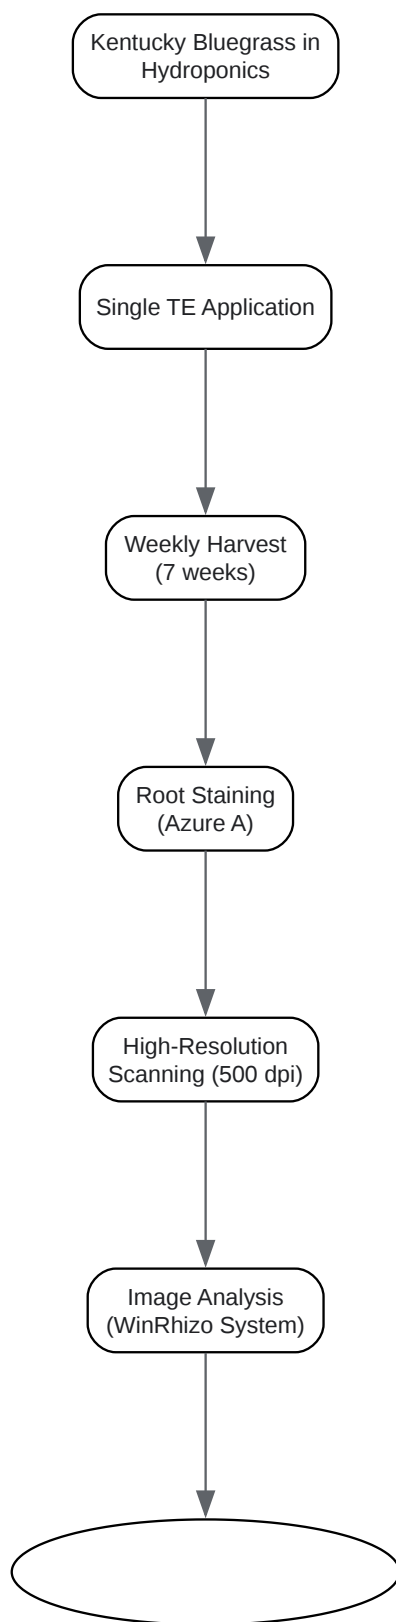 Kentucky Bluegrass in
Hydroponics
Single TE Application
Weekly Harvest
(7 weeks)
Root Staining
(Azure A)
High-Resolution
Scanning (500 dpi)
Image Analysis
(WinRhizo System)